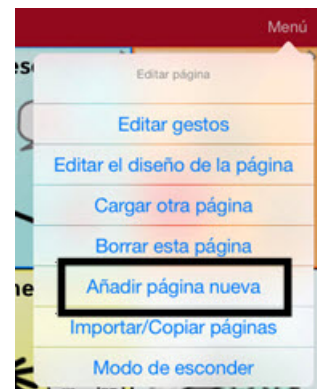 Menú
Editar página
Editar gestos
Editar el diseño de la página
Cargar otra página
Borrar esta página
Añadir página nueva
Importar/Copiar páginas
Modo de esconder